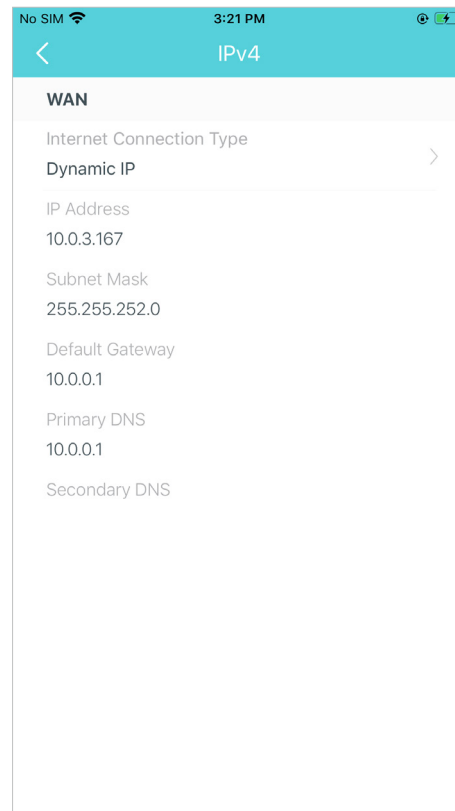 No SIM 3:21 PM
IPv4
WAN
Internet Connection Type
Dynamic IP
IP Address
10.0.3.167
Subnet Mask
255.255.252.0
Default Gateway
10.0.0.1
Primary DNS
10.0.0.1
Secondary DNS